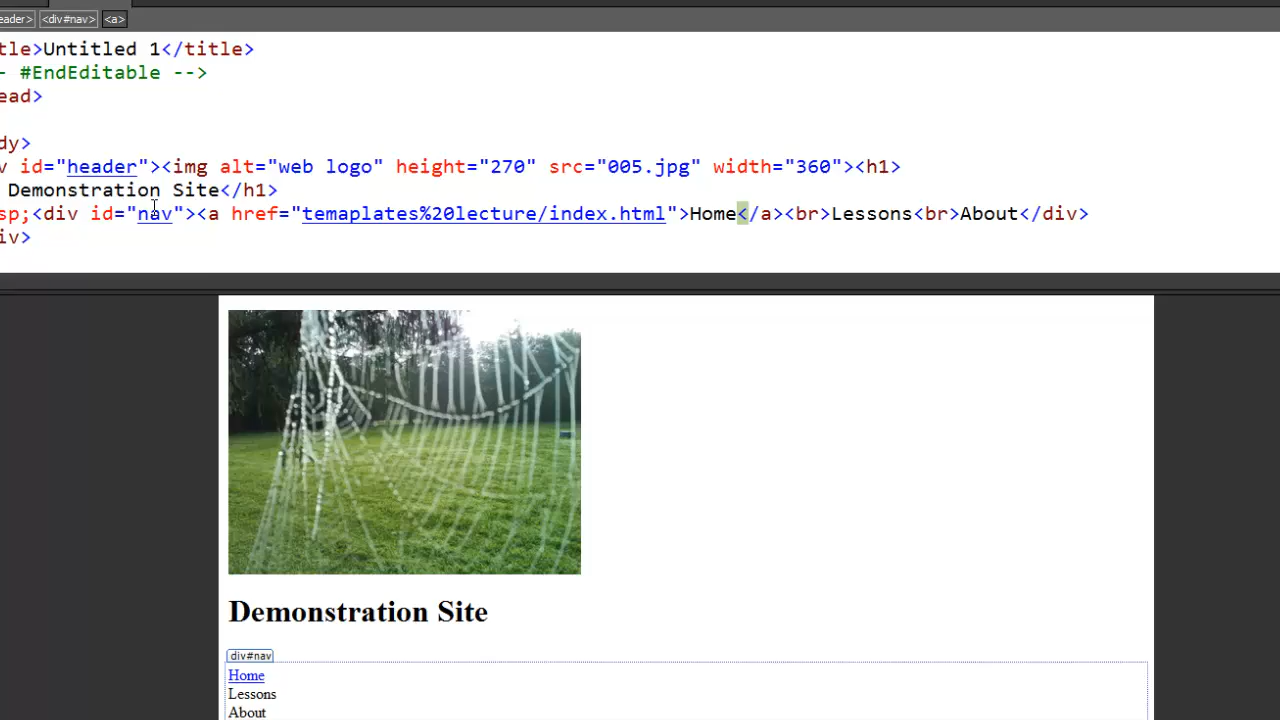 eader> <div#nav> <a>
tle>Untitled 1</title>
- #EndEditable -->
ead>
dy>
v id="header"><img alt="web logo" height="270" src="005.jpg" width="360"><h1>
Demonstration Site</h1>
sp;<div id="nav"><a href="temaplates%20lecture/index.html">Home</a><br>Lessons<br>About</div>
iv>
Demonstration Site
div#nav
Home
Lessons
About